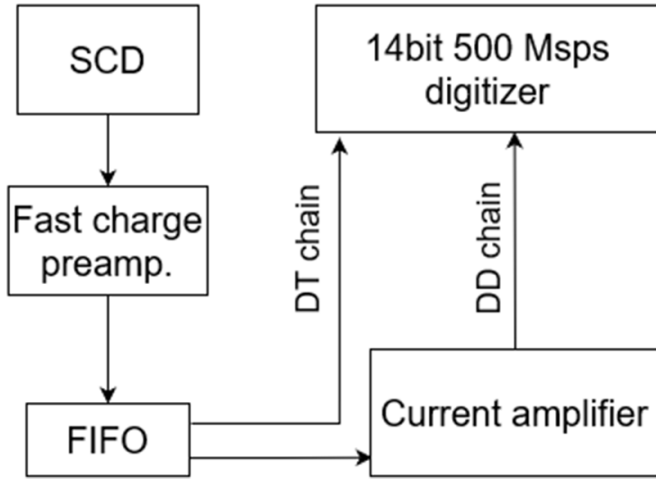 SCD
14bit 500 Msps
digitizer
Fast charge
preamp.
DT chain
DD chain
FIFO
Current amplifier